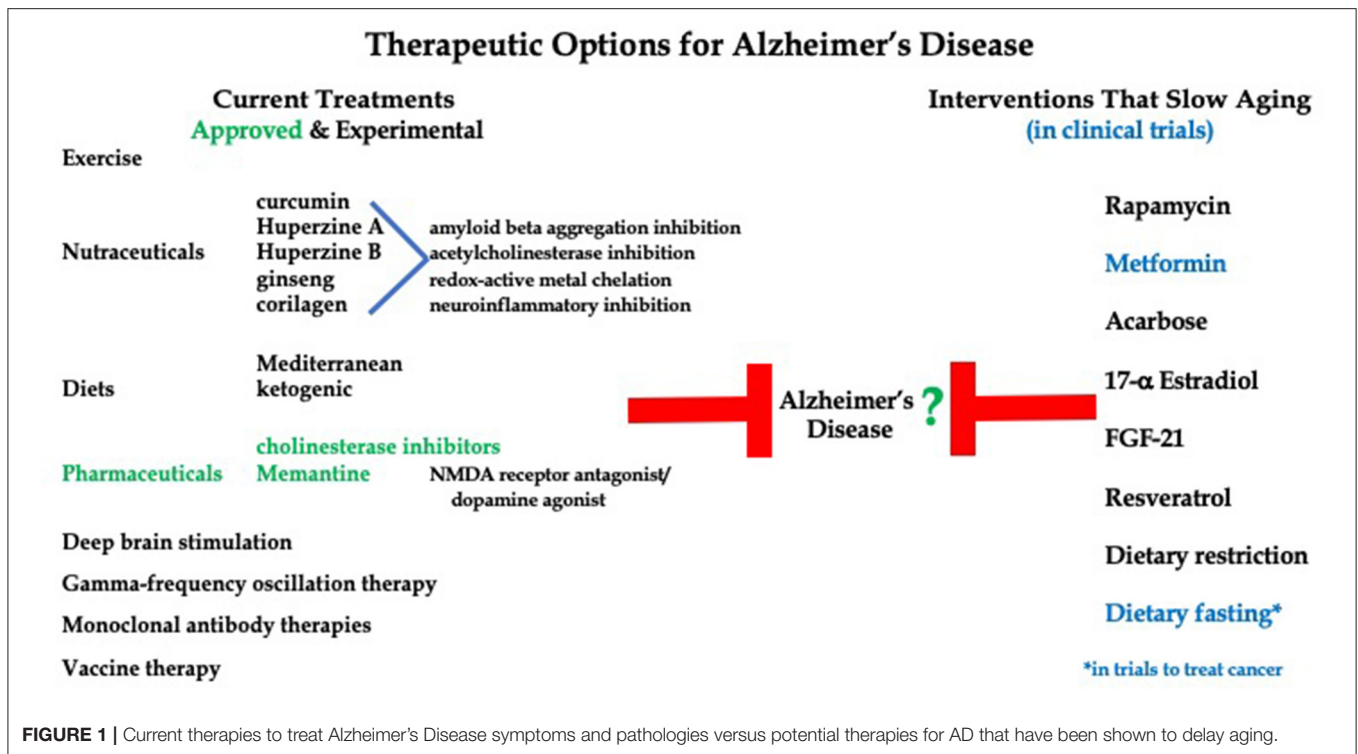 Therapeutic Options for Alzheimer's Disease
Current Treatments
Approved & Experimental
Exercise
Nutraceuticals
curcumin
Huperzine A
Huperzine B
ginseng
corilagen
amyloid beta aggregation inhibition
acetylcholinesterase inhibition
redox-active metal chelation
neuroinflammatory inhibition
Diets
Mediterranean
ketogenic
Pharmaceuticals
cholinesterase inhibitors
Memantine
NMDA receptor antagonist/
dopamine agonist
Deep brain stimulation
Gamma-frequency oscillation therapy
Monoclonal antibody therapies
Vaccine therapy
Alzheimer's
Disease
?
Interventions That Slow Aging
(in clinical trials)
Rapamycin
Metformin
Acarbose
17-α Estradiol
FGF-21
Resveratrol
Dietary restriction
Dietary fasting*
*in trials to treat cancer
FIGURE 1 | Current therapies to treat Alzheimer's Disease symptoms and pathologies versus potential therapies for AD that have been shown to delay aging.